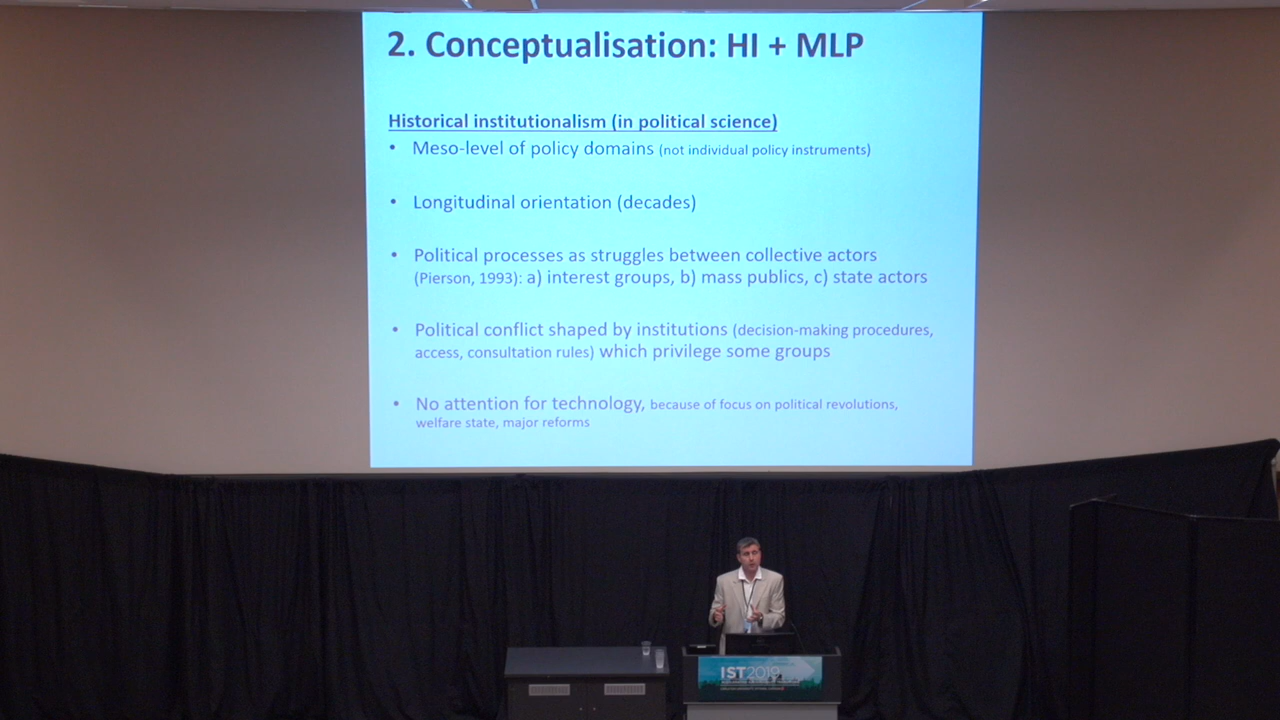 2. Conceptualisation: HI + MLP
Historical institutionalism (in political science)
• Meso-level of policy domains (not individual policy instruments)
• Longitudinal orientation (decades)
• Political processes as struggles between collective actors
(Pierson, 1993): a) interest groups, b) mass publics, c) state actors
• Political conflict shaped by institutions (decision-making procedures,
access, consultation rules) which privilege some groups
• No attention for technology, because of focus on political revolutions,
welfare state, major reforms
IST2019